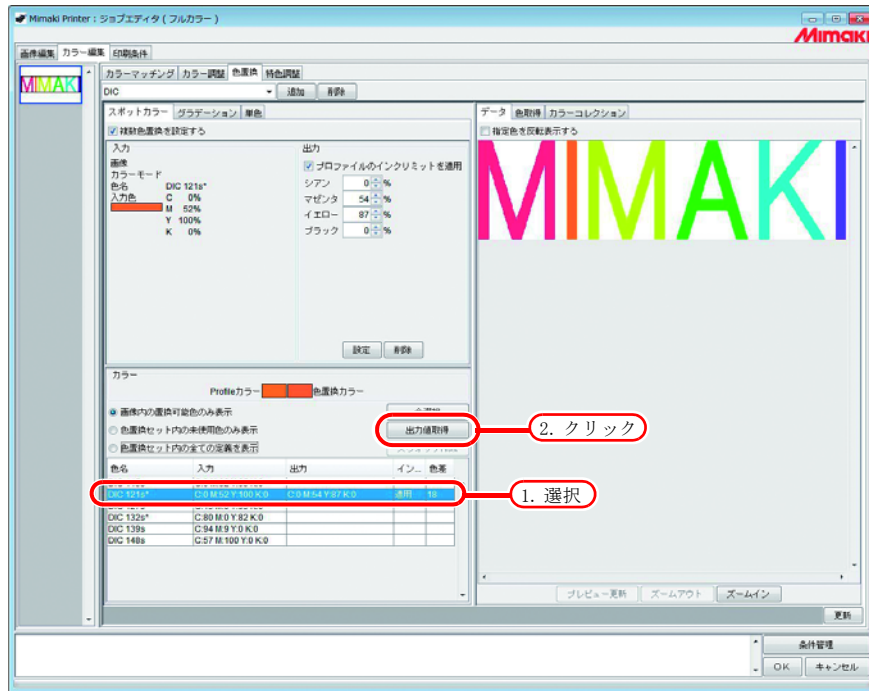 Mimaki Printer : ジョブエディタ ( フルカラー )
Mimaki
画像編集 カラー編集 印刷条件
MIMAKI
カラーマッチング カラー調整 色置換 特色調整
DIC 追加 削除
スポットカラー グラデーション 単色
複数色置換を設定する
入力
画像
カラーモード
色名 DIC 121s*
入力色 C 0%
M 52%
Y 100%
K 0%
出力
プロファイルのインクリミットを適用
シアン 0 %
マゼンタ 54 %
イエロー 87 %
ブラック 0 %
設定 削除
データ 色取得 カラーコレクション
指定色を反転表示する
MIMAKI
カラー
Profileカラー 色置換カラー
画像内の置換可能色のみ表示
色置換セット内の未使用色のみ表示 出力値取得
色置換セット内の全ての定義を表示
2. クリック
色名 入力 出力 イン... 色差
DIC 121s* C:0 M:52 Y:100 K:0 C:0 M:54 Y:87 K:0 適用 18
1. 選択
DIC 132s* C:80 M:0 Y:82 K:0
DIC 139s C:94 M:9 Y:0 K:0
DIC 148s C:57 M:100 Y:0 K:0
プレビュー更新 ズームアウト ズームイン
更新
条件管理
OK キャンセル